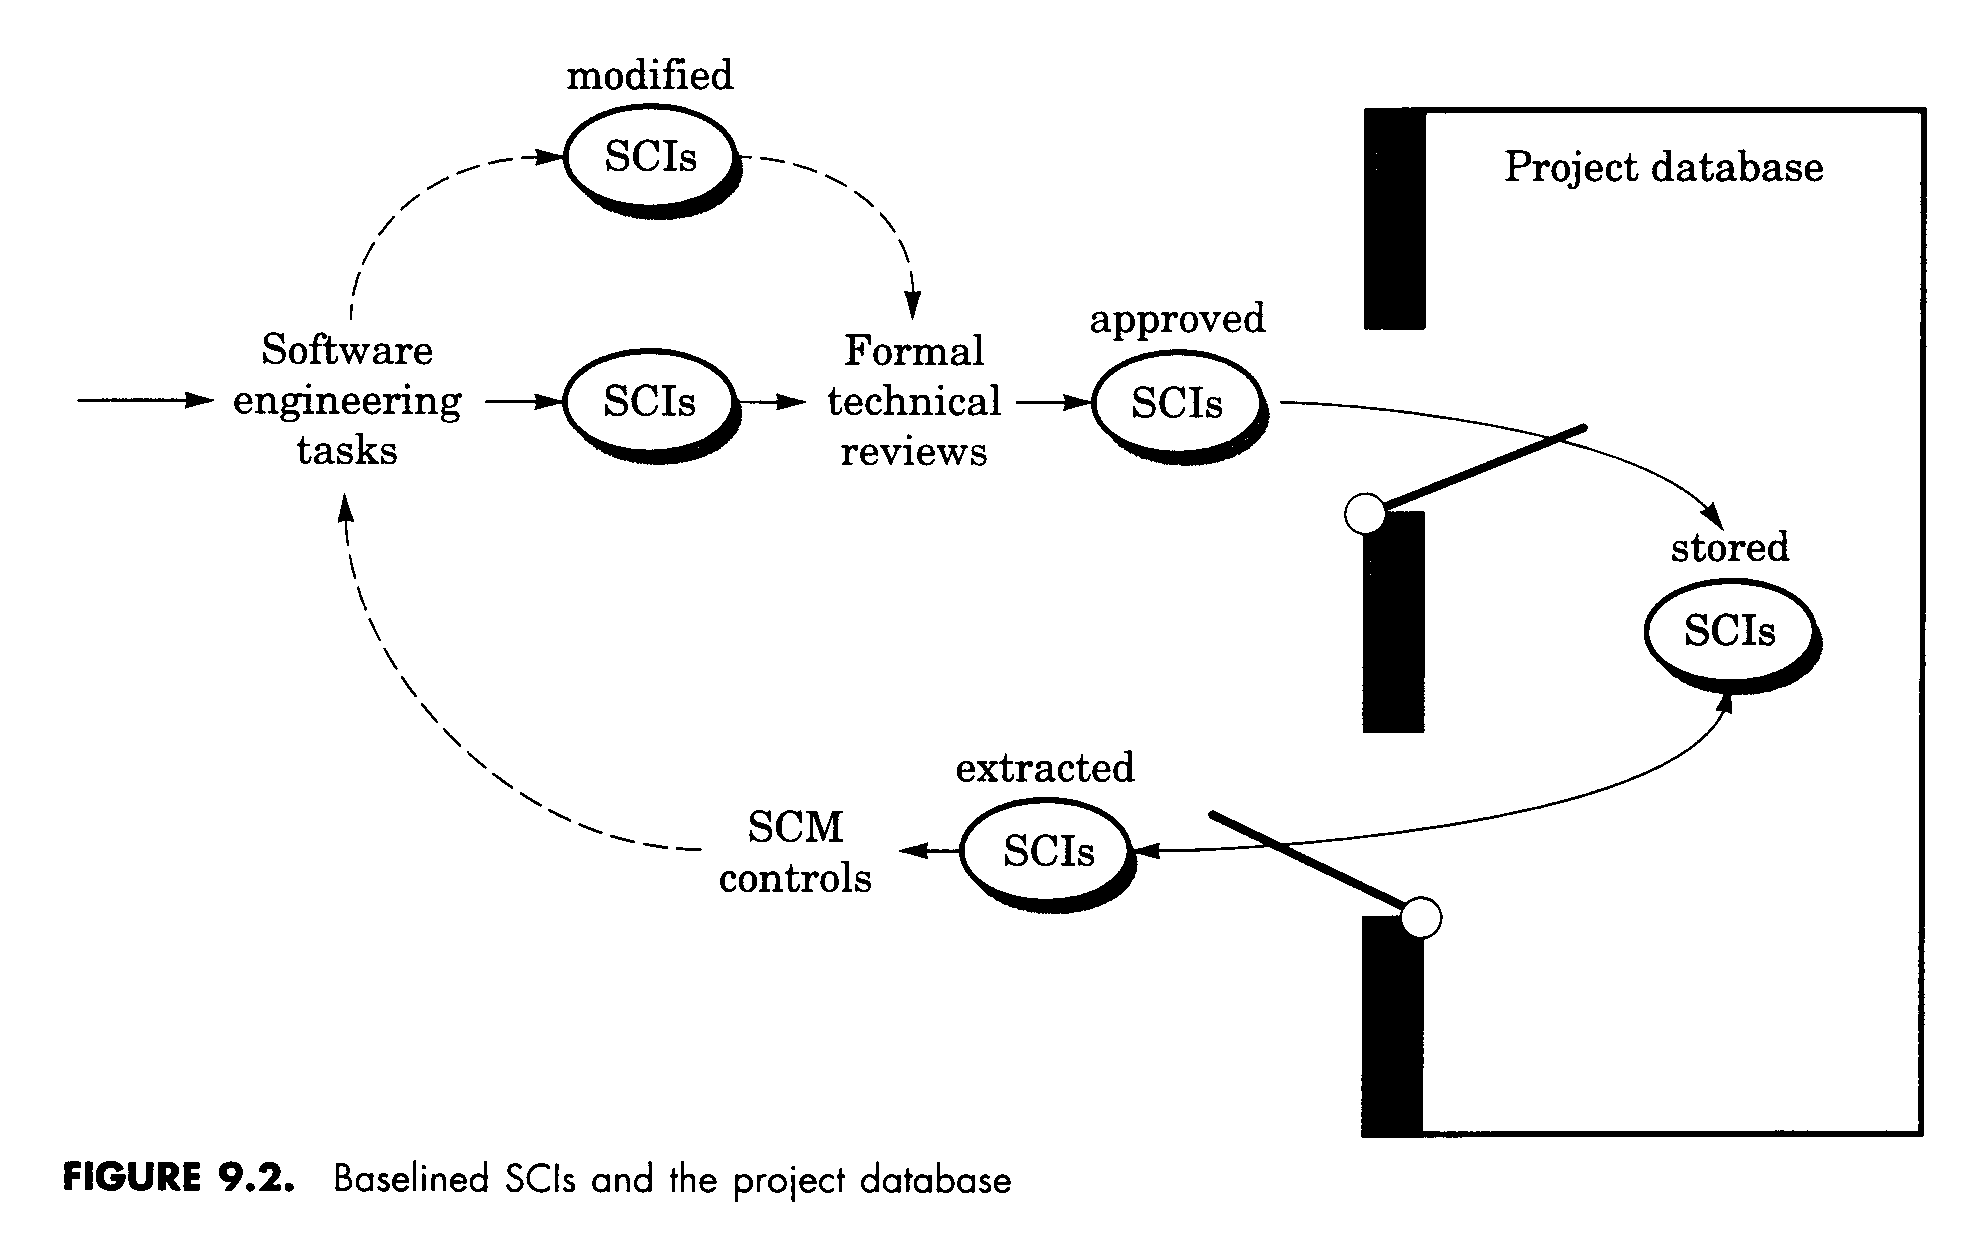 modified
SCIs
Project database
approved
Software
engineering
tasks
SCIs
Formal
technical
reviews
SCIs
stored
SCIs
extracted
SCIs
SCM
controls
FIGURE 9.2. Baselined SCIs and the project database